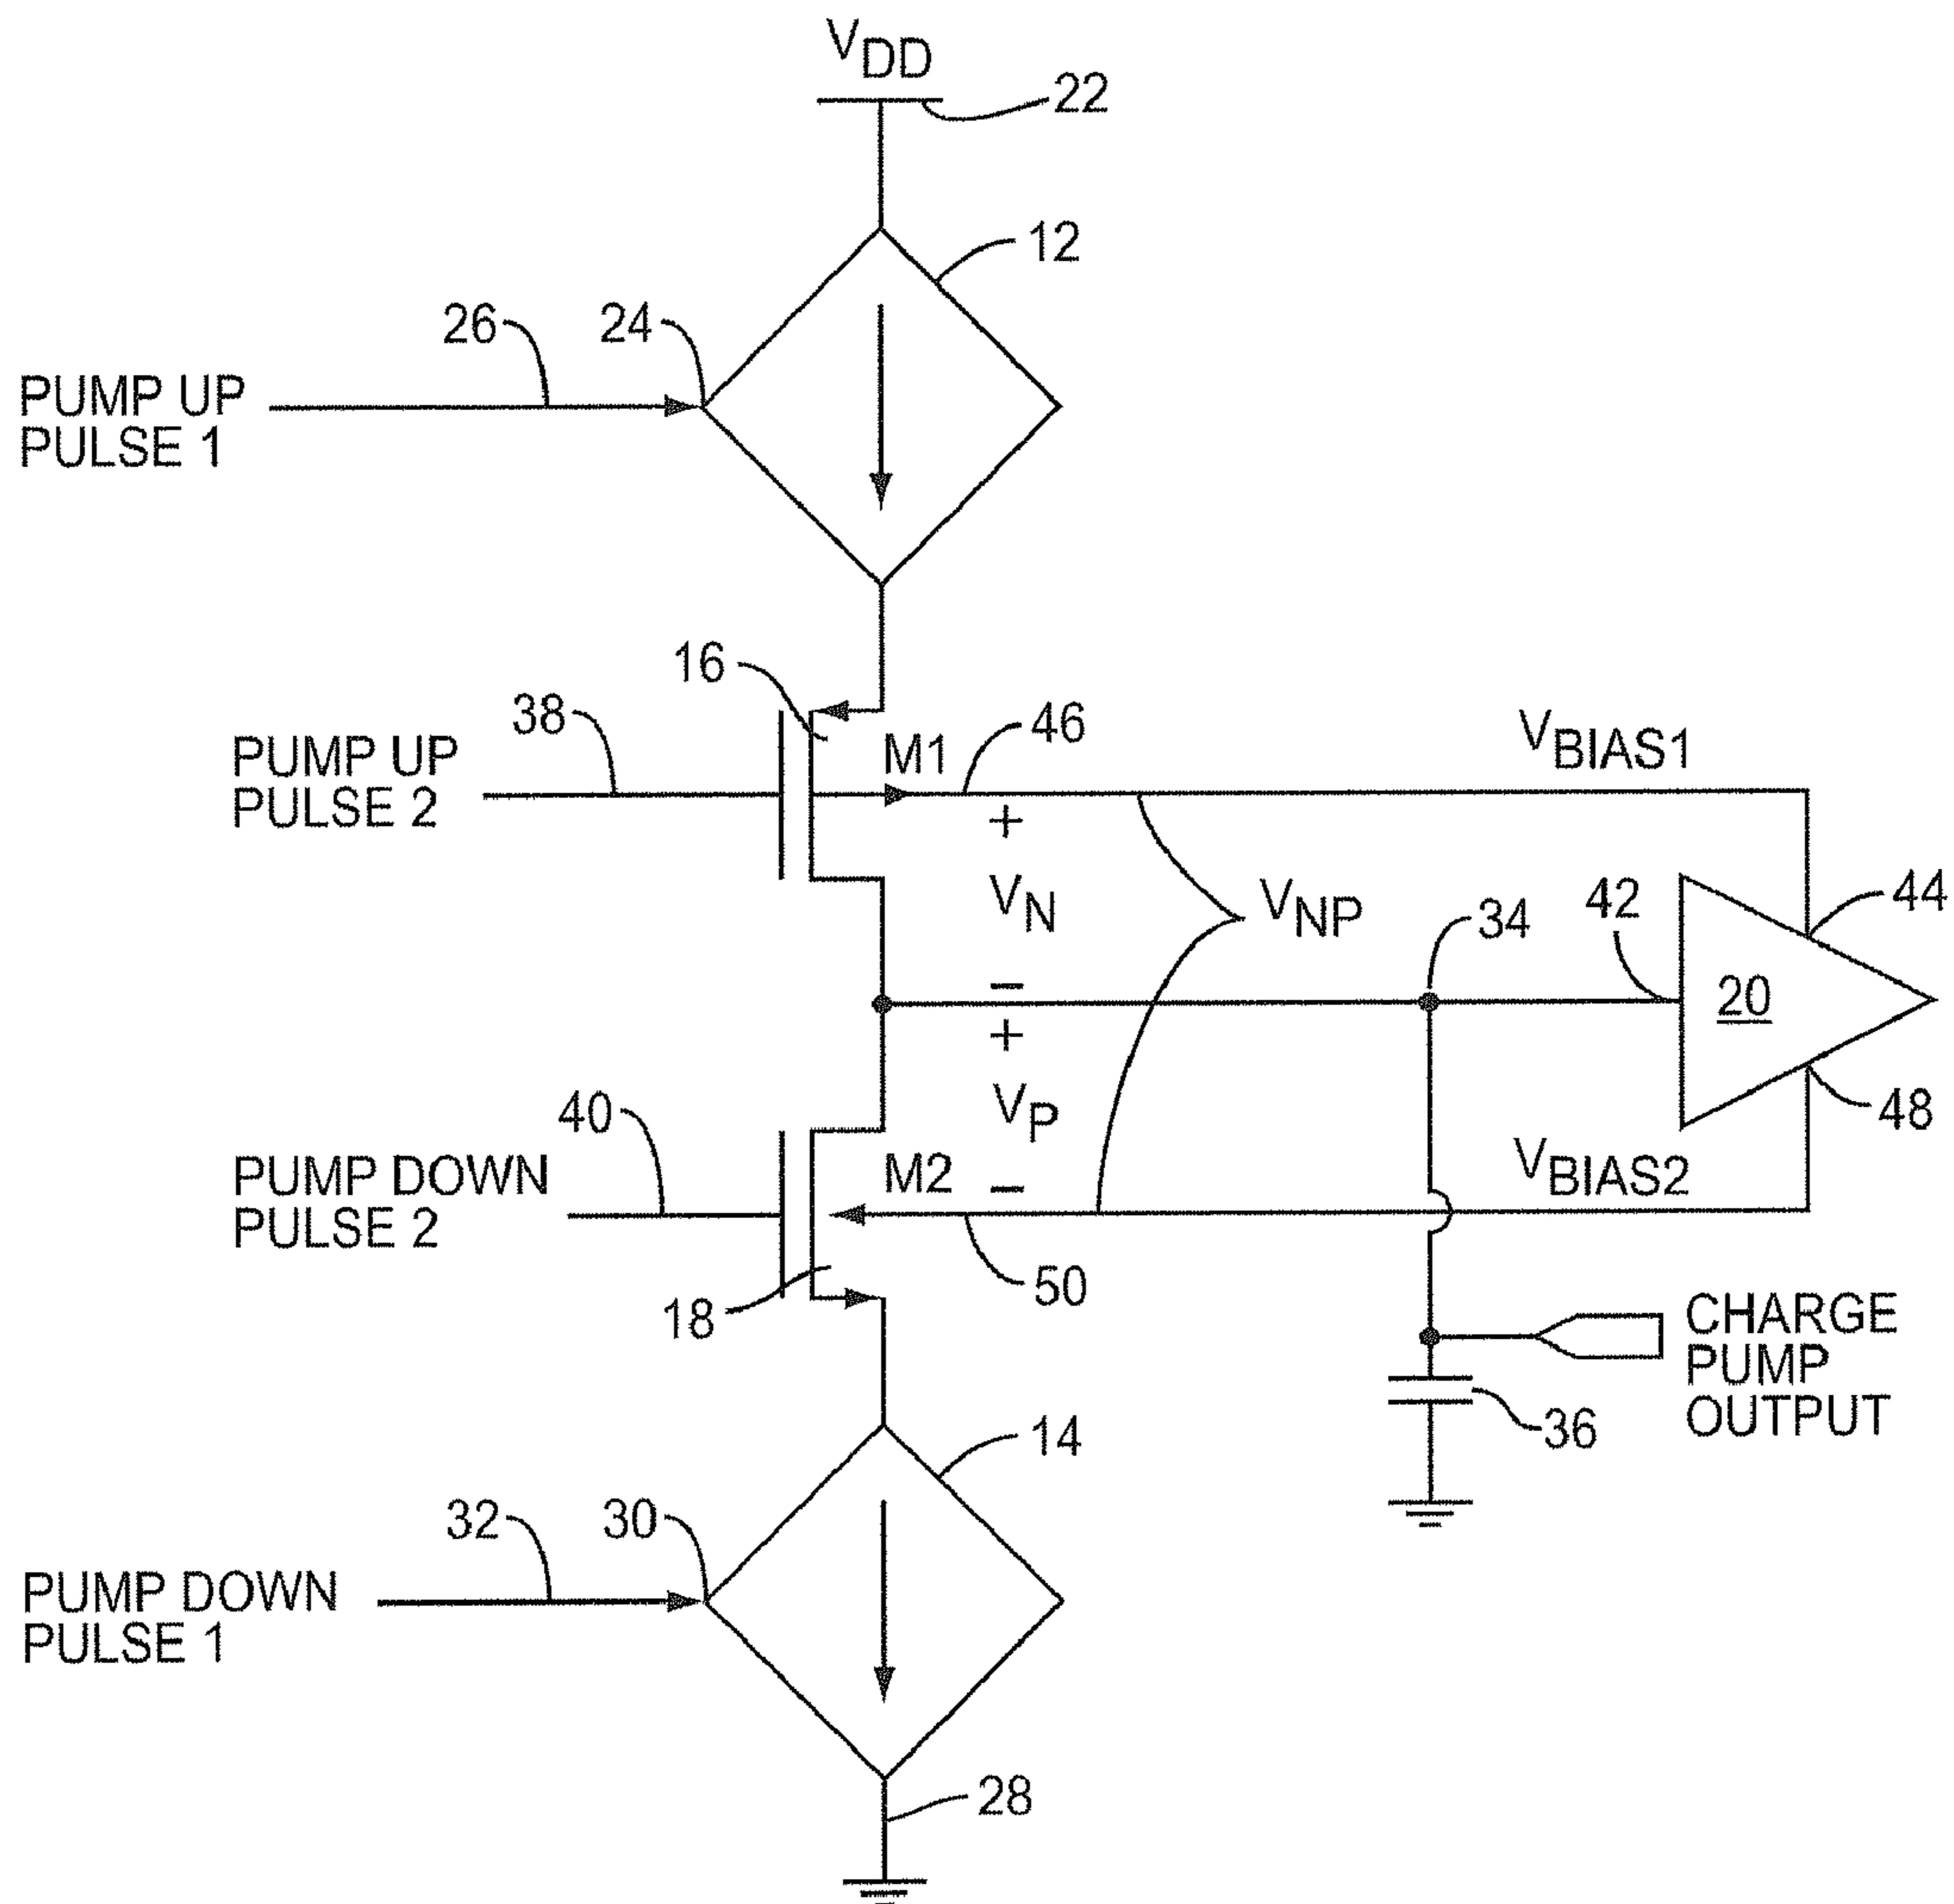 VDD
22
12
26
24
PUMP UP
PULSE 1
16
38
M1
46
VBIAS1
PUMP UP
PULSE 2
+
VN
VNP
42
44
34
−
20
+
VP
40
48
PUMP DOWN
PULSE 2
M2
−
VBIAS2
18
50
CHARGE
PUMP
OUTPUT
36
14
32
30
PUMP DOWN
PULSE 1
28